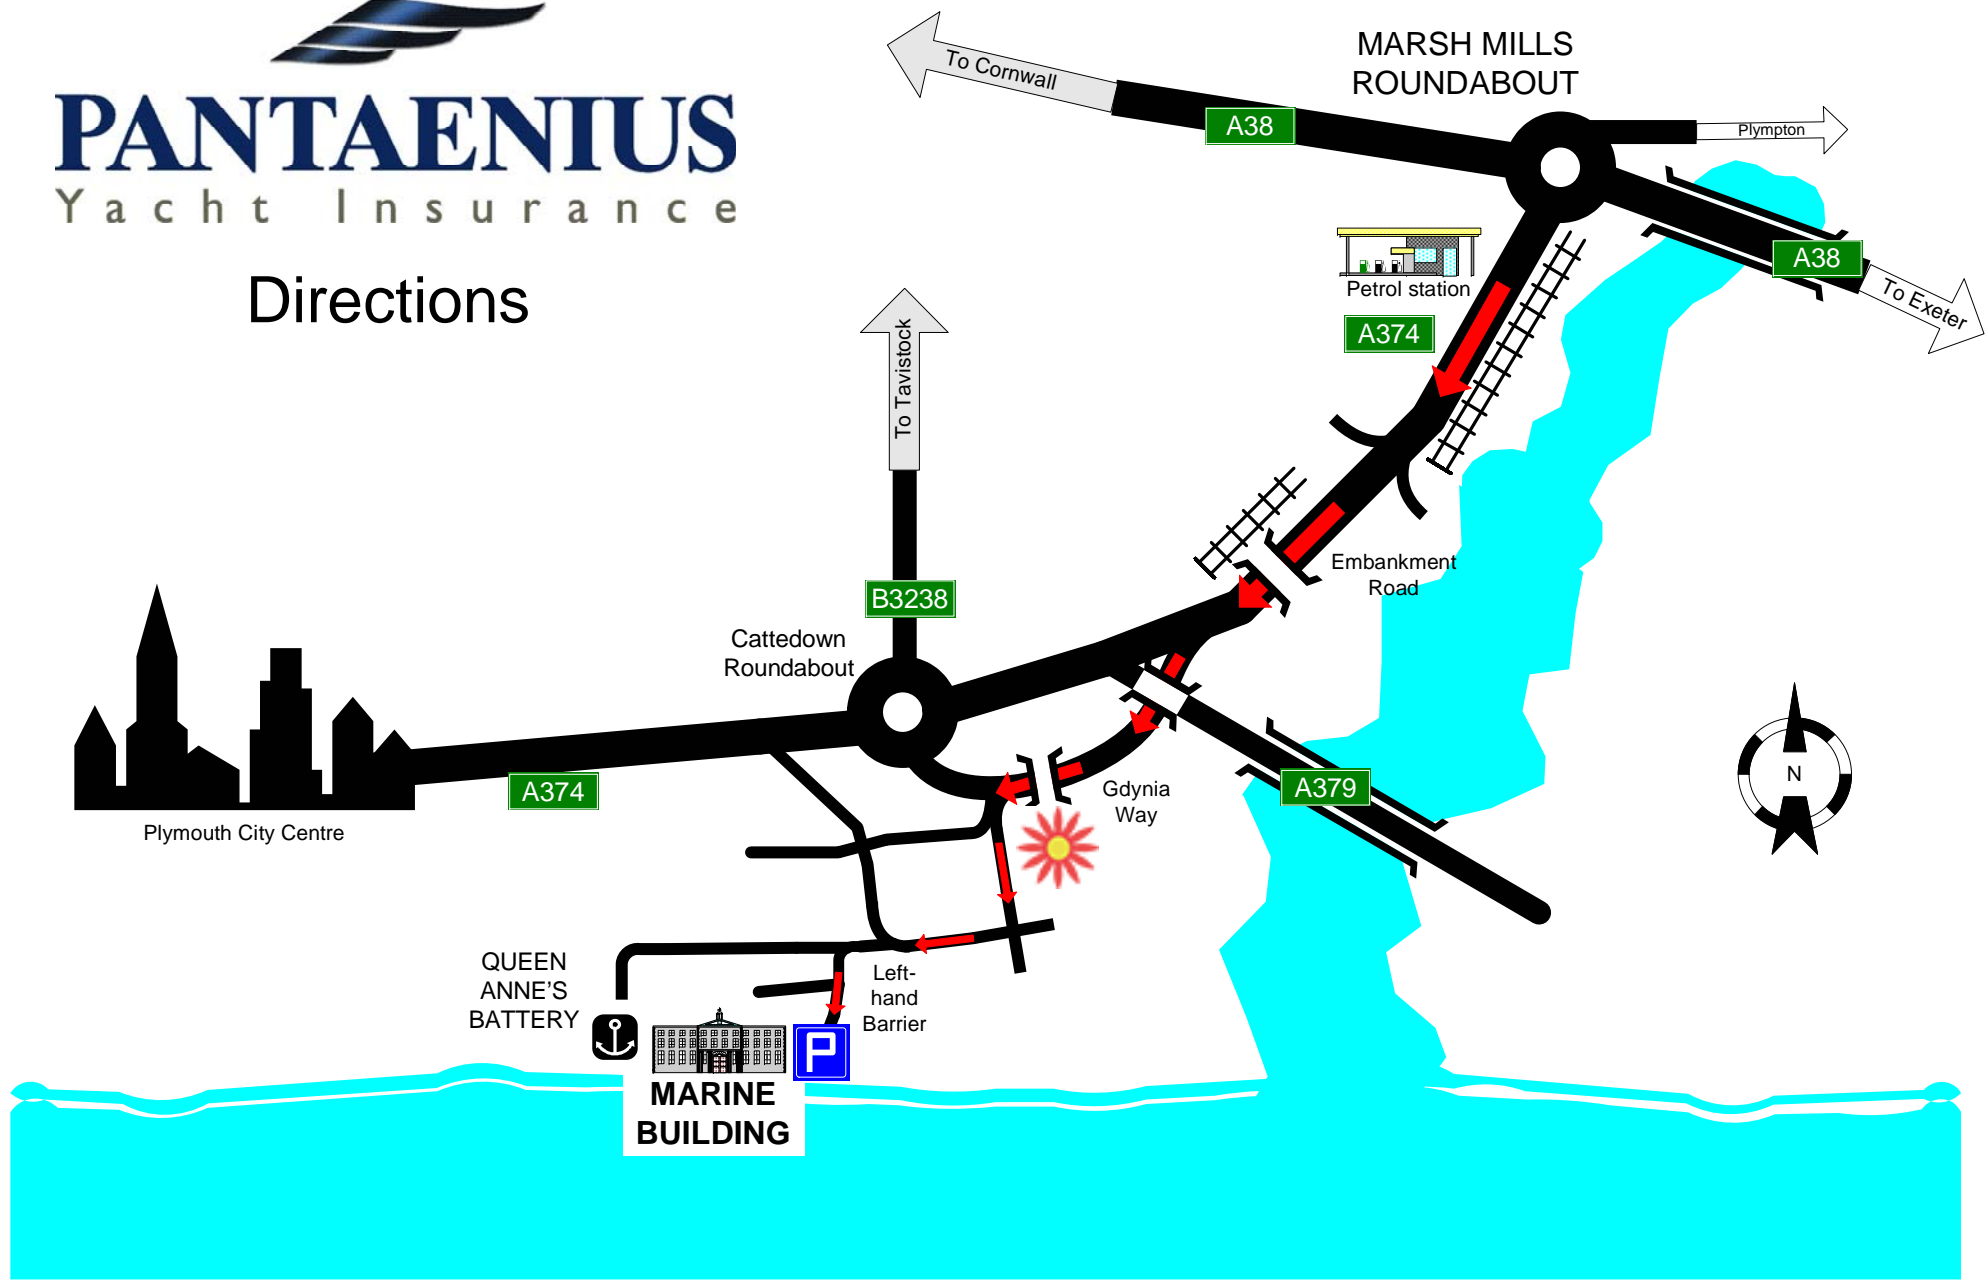 PANTAENIUS
Yacht Insurance
Directions
To Cornwall
MARSH MILLS
ROUNDABOUT
A38
Plympton
A38
To Exeter
Petrol station
A374
To Tavistock
Embankment
Road
B3238
Cattedown
Roundabout
A374
Plymouth City Centre
Gdynia
Way
A379
N
QUEEN
ANNE'S
BATTERY
Left-
hand
Barrier
P
MARINE
BUILDING